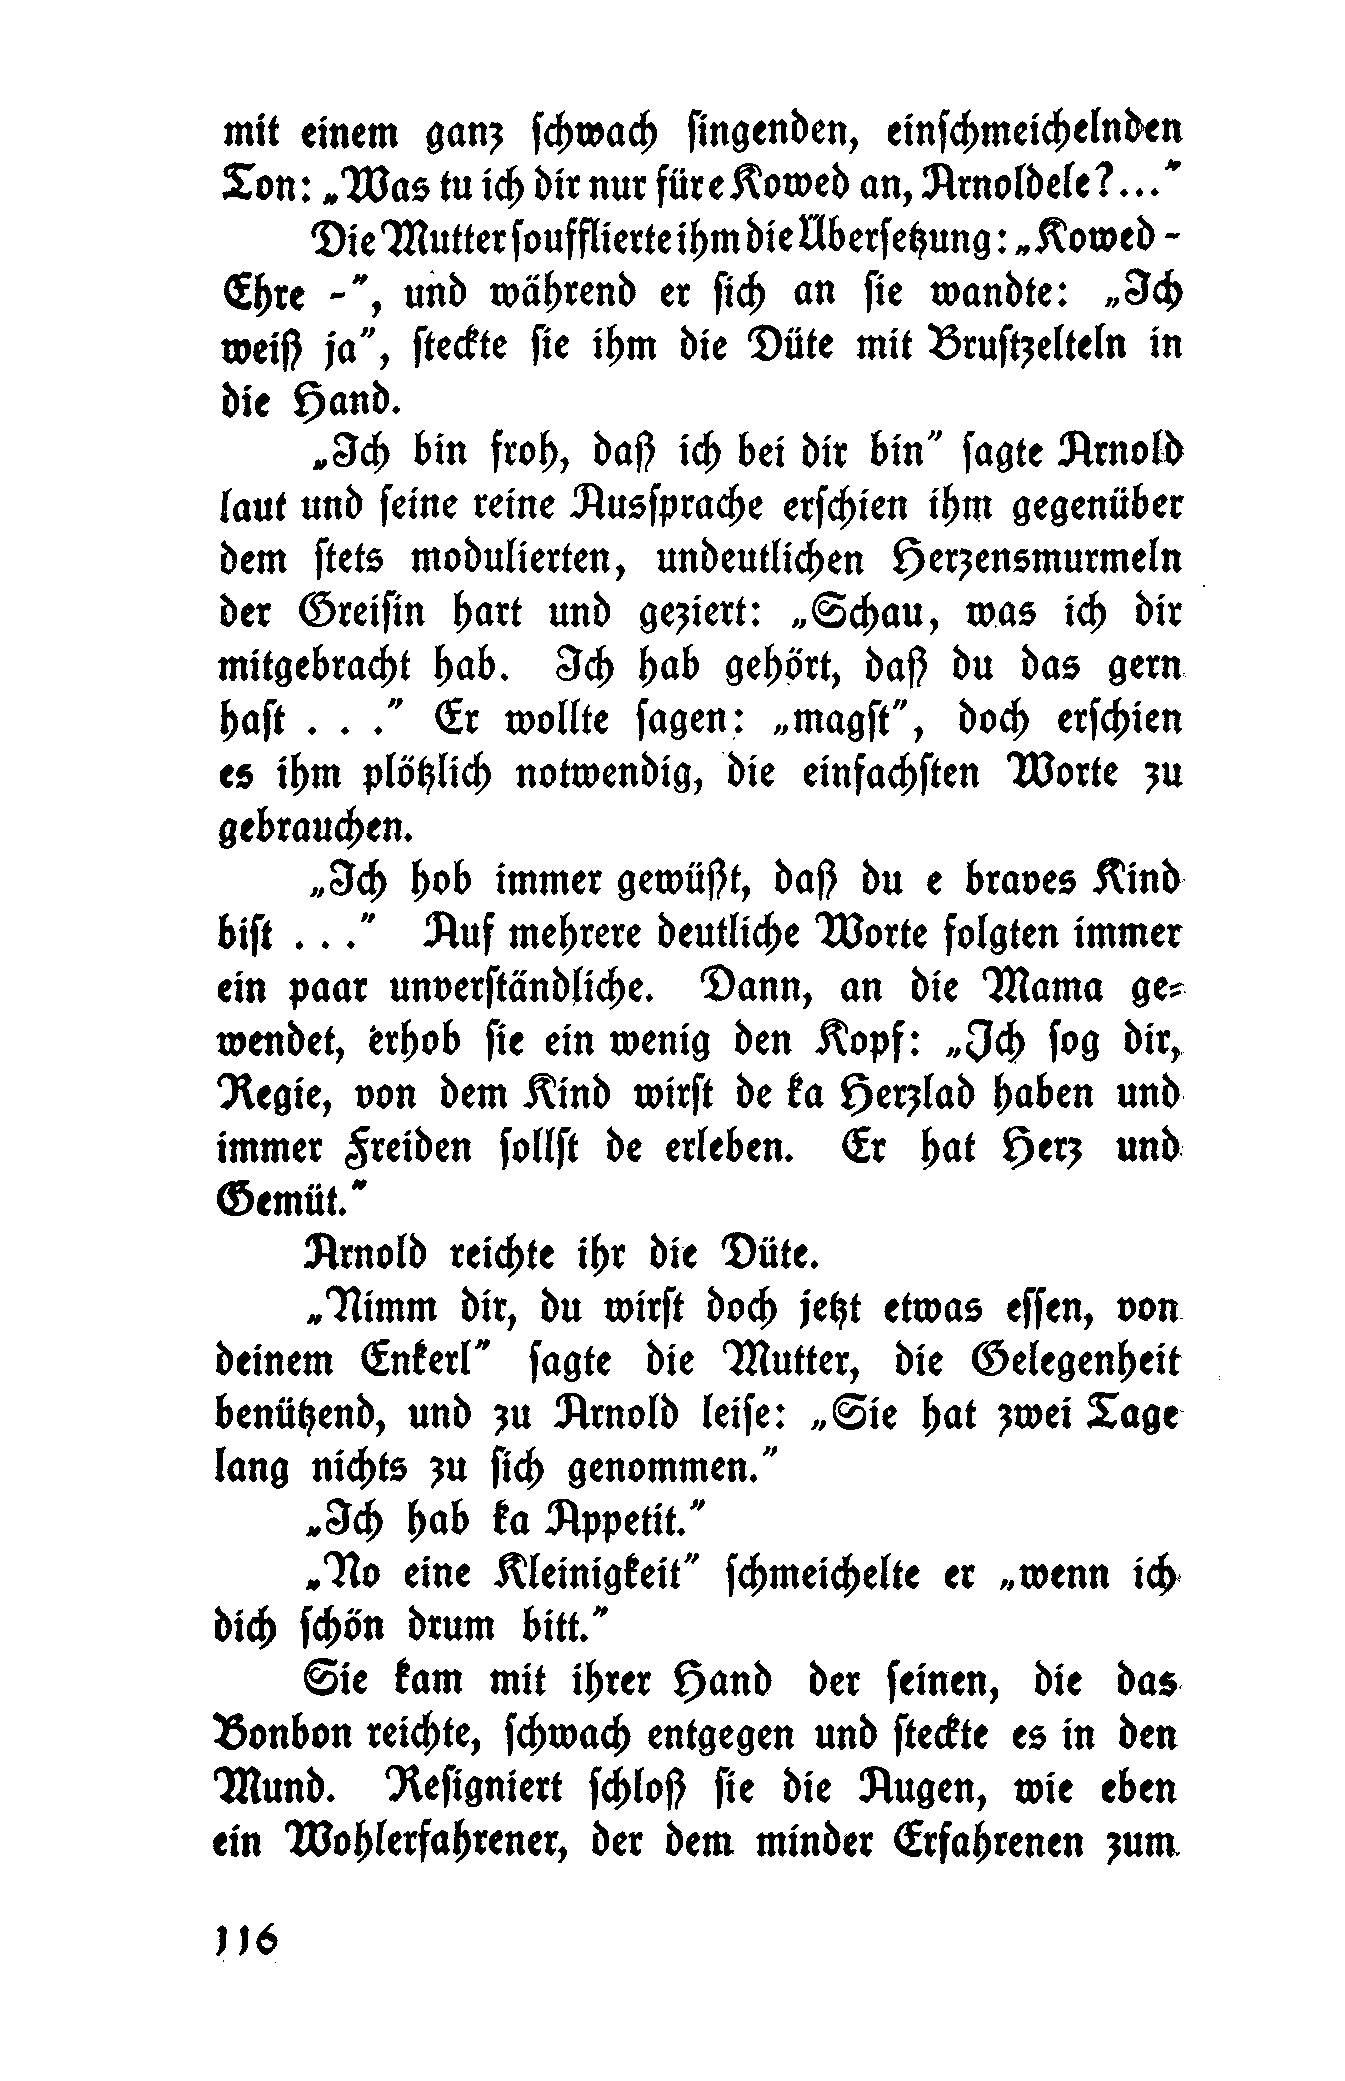 mit einem ganz schwach singenden, einschmeichelnden
Ton: „Was tu ich dir nur für e Kowed an, Arnoldele?...“
Die Mutter soufflierte ihm die Übersetzung: „Kowed -
Ehre -“, und während er sich an sie wandte: „Ich
weiß ja“, steckte sie ihm die Düte mit Brustzelteln in
die Hand.
„Ich bin froh, daß ich bei dir bin“ sagte Arnold
laut und seine reine Aussprache erschien ihm gegenüber
dem stets modulierten, undeutlichen Herzensmurmeln
der Greisin hart und geziert: „Schau, was ich dir
mitgebracht hab. Ich hab gehört, daß du das gern
hast . . .“ Er wollte sagen: „magst“, doch erschien
es ihm plötzlich notwendig, die einfachsten Worte zu
gebrauchen.
„Ich hob immer gewüßt, daß du e braves Kind
bist . . .“ Auf mehrere deutliche Worte folgten immer
ein paar unverständliche. Dann, an die Mama ge-
wendet, erhob sie ein wenig den Kopf: „Ich sog dir,
Regie, von dem Kind wirst de ka Herzlad haben und
immer Freiden sollst de erleben. Er hat Herz und
Gemüt.“
Arnold reichte ihr die Düte.
„Nimm dir, du wirst doch jetzt etwas essen, von
deinem Enkerl“ sagte die Mutter, die Gelegenheit
benützend, und zu Arnold leise: „Sie hat zwei Tage
lang nichts zu sich genommen.“
„Ich hab ka Appetit.“
„No eine Kleinigkeit“ schmeichelte er „wenn ich
dich schön drum bitt.“
Sie kam mit ihrer Hand der seinen, die das
Bonbon reichte, schwach entgegen und steckte es in den
Mund. Resigniert schloß sie die Augen, wie eben
ein Wohlerfahrener, der dem minder Erfahrenen zum
116